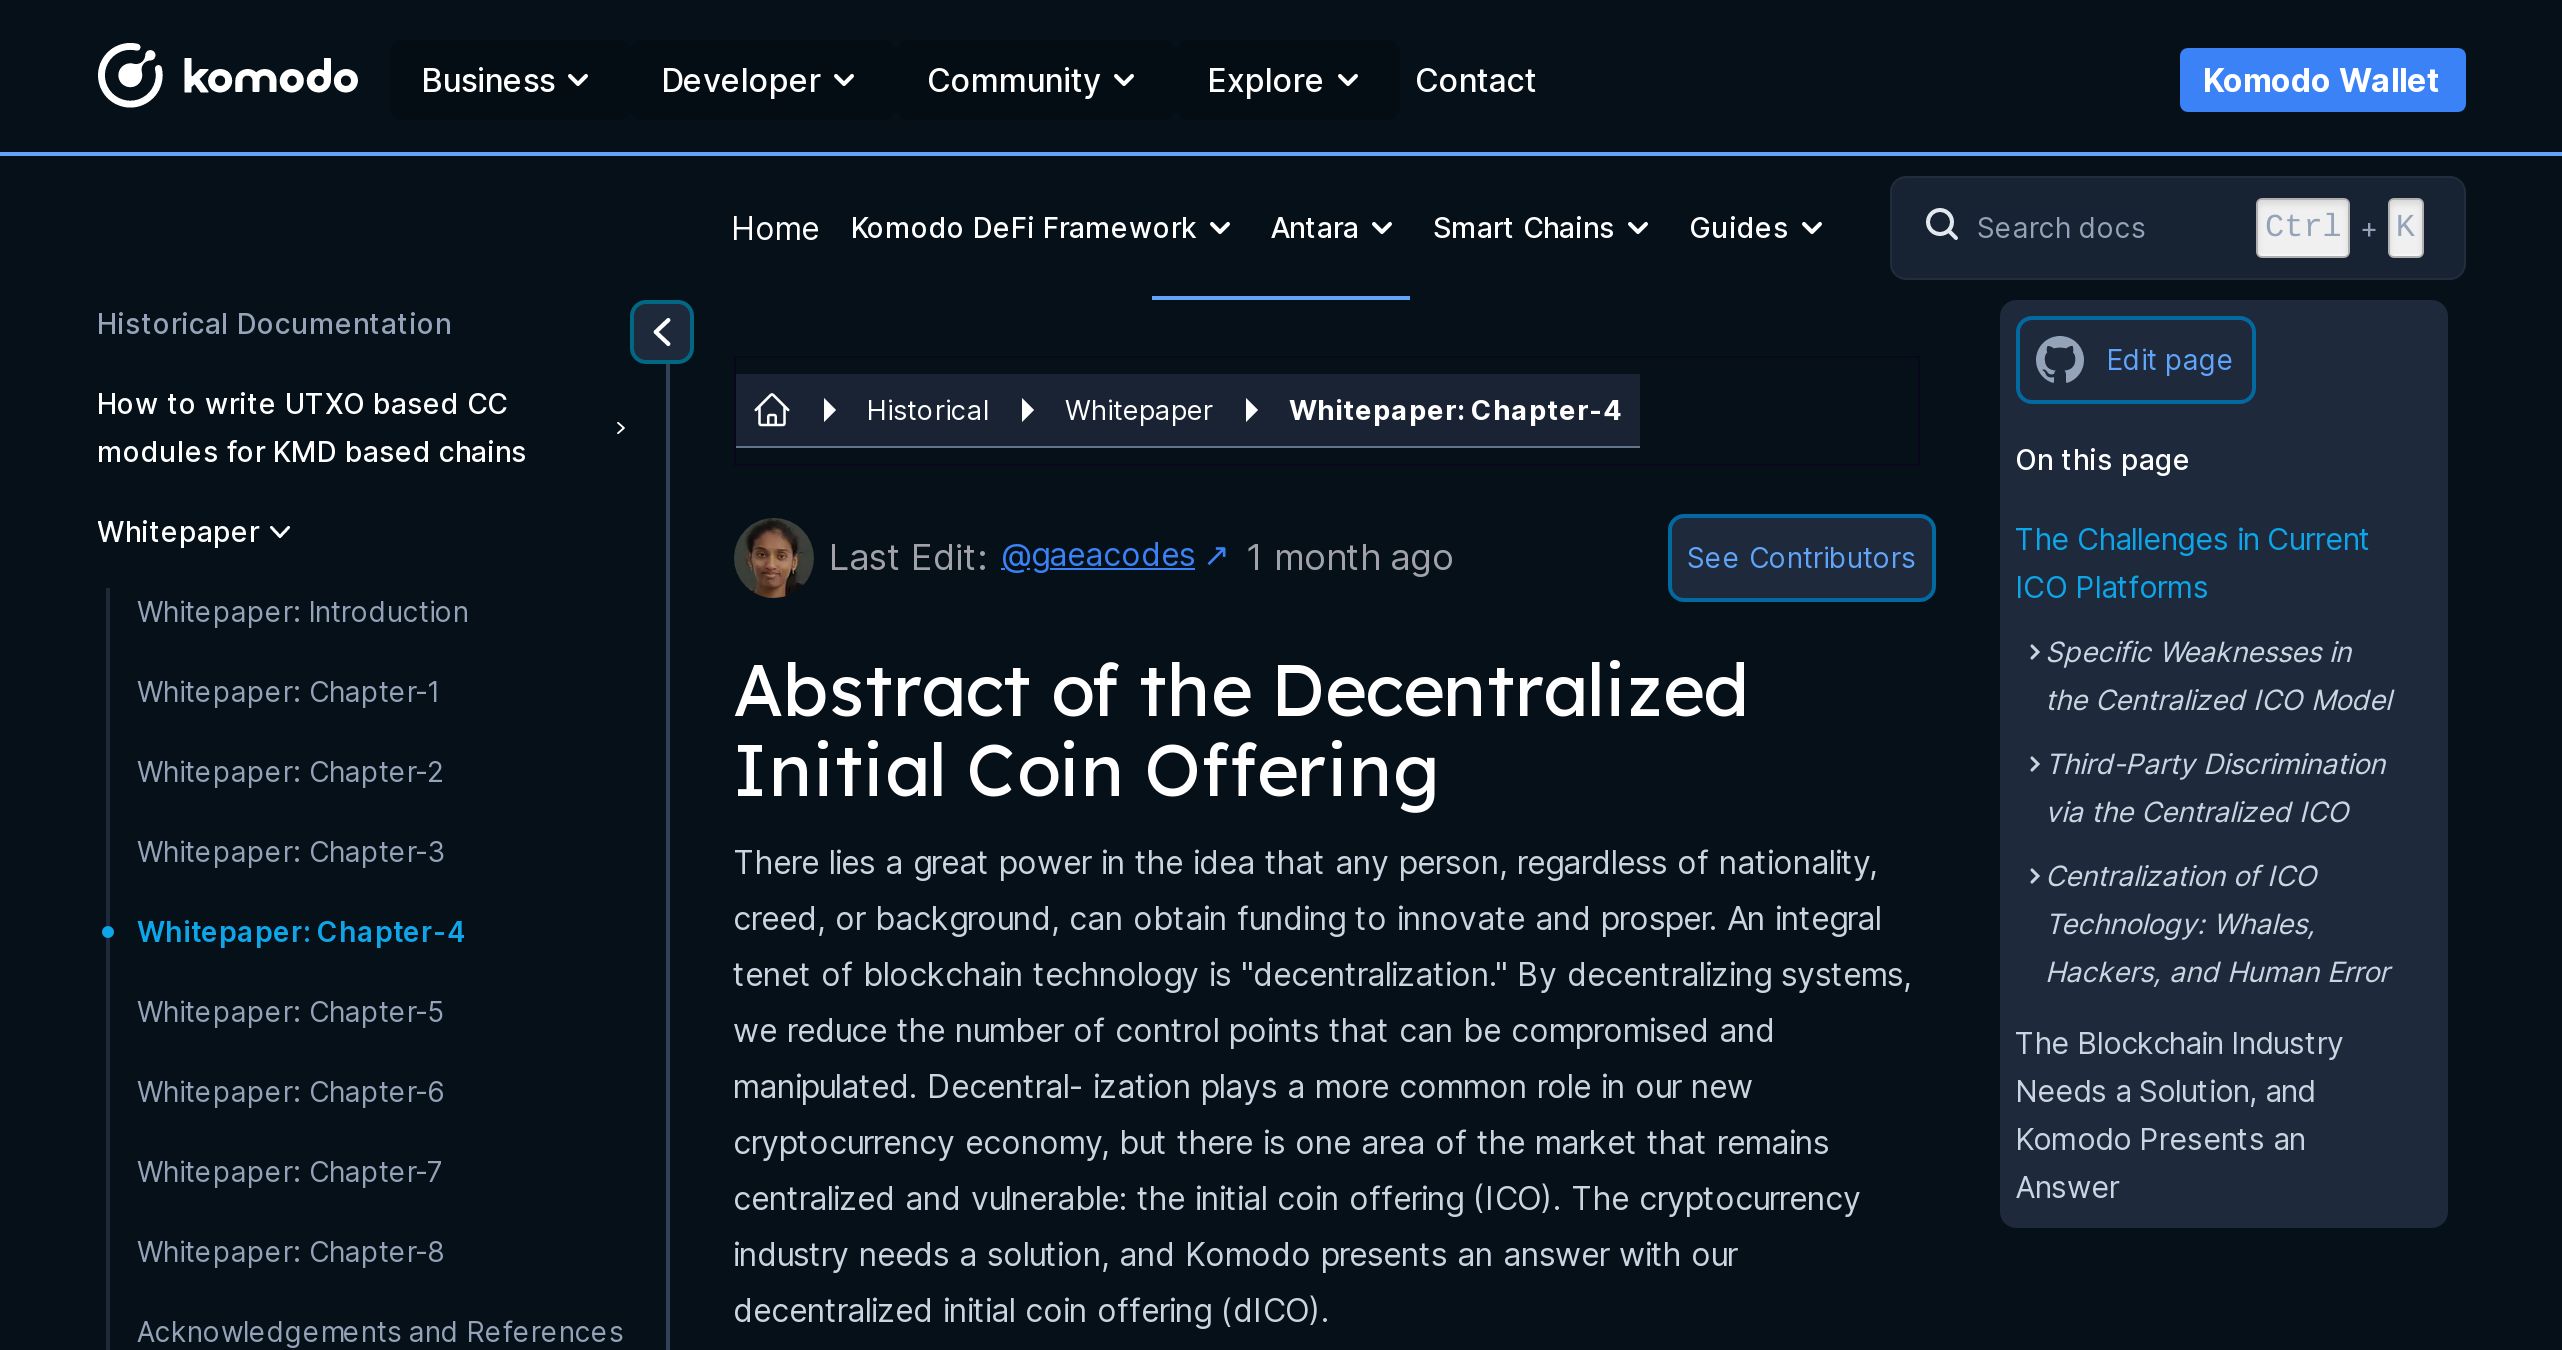 komodo Business Developer Community Explore Contact Komodo Wallet
Home Komodo DeFi Framework Antara Smart Chains Guides Search docs Ctrl + K
Historical Documentation
How to write UTXO based CC
modules for KMD based chains
Whitepaper
Whitepaper: Introduction
Whitepaper: Chapter-1
Whitepaper: Chapter-2
Whitepaper: Chapter-3
Whitepaper: Chapter-4
Whitepaper: Chapter-5
Whitepaper: Chapter-6
Whitepaper: Chapter-7
Whitepaper: Chapter-8
Acknowledgements and References
Historical Whitepaper Whitepaper: Chapter-4
Last Edit: @gaeacodes ↗ 1 month ago See Contributors
Abstract of the Decentralized
Initial Coin Offering
There lies a great power in the idea that any person, regardless of nationality,
creed, or background, can obtain funding to innovate and prosper. An integral
tenet of blockchain technology is "decentralization." By decentralizing systems,
we reduce the number of control points that can be compromised and
manipulated. Decentral- ization plays a more common role in our new
cryptocurrency economy, but there is one area of the market that remains
centralized and vulnerable: the initial coin offering (ICO). The cryptocurrency
industry needs a solution, and Komodo presents an answer with our
decentralized initial coin offering (dICO).
Edit page
On this page
The Challenges in Current
ICO Platforms
Specific Weaknesses in
the Centralized ICO Model
Third-Party Discrimination
via the Centralized ICO
Centralization of ICO
Technology: Whales,
Hackers, and Human Error
The Blockchain Industry
Needs a Solution, and
Komodo Presents an
Answer